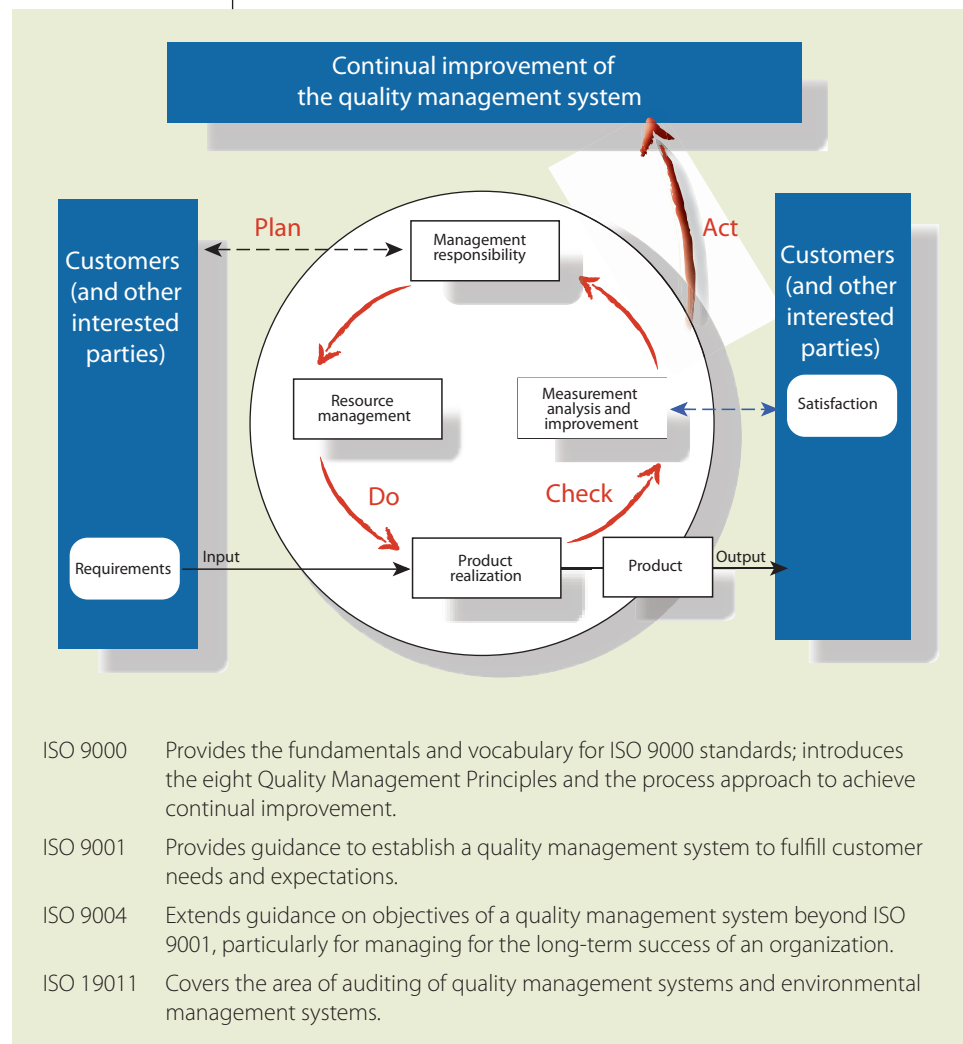 Continual improvement of
the quality management system
Plan
Act
Customers
(and other
interested
parties)
Management
responsibility
Customers
(and other
interested
parties)
Resource
management
Measurement
analysis and
improvement
Satisfaction
Do
Check
Requirements
Input
Product
realization
Product
Output
ISO 9000 Provides the fundamentals and vocabulary for ISO 9000 standards; introduces
the eight Quality Management Principles and the process approach to achieve
continual improvement.
ISO 9001 Provides guidance to establish a quality management system to fulfill customer
needs and expectations.
ISO 9004 Extends guidance on objectives of a quality management system beyond ISO
9001, particularly for managing for the long-term success of an organization.
ISO 19011 Covers the area of auditing of quality management systems and environmental
management systems.